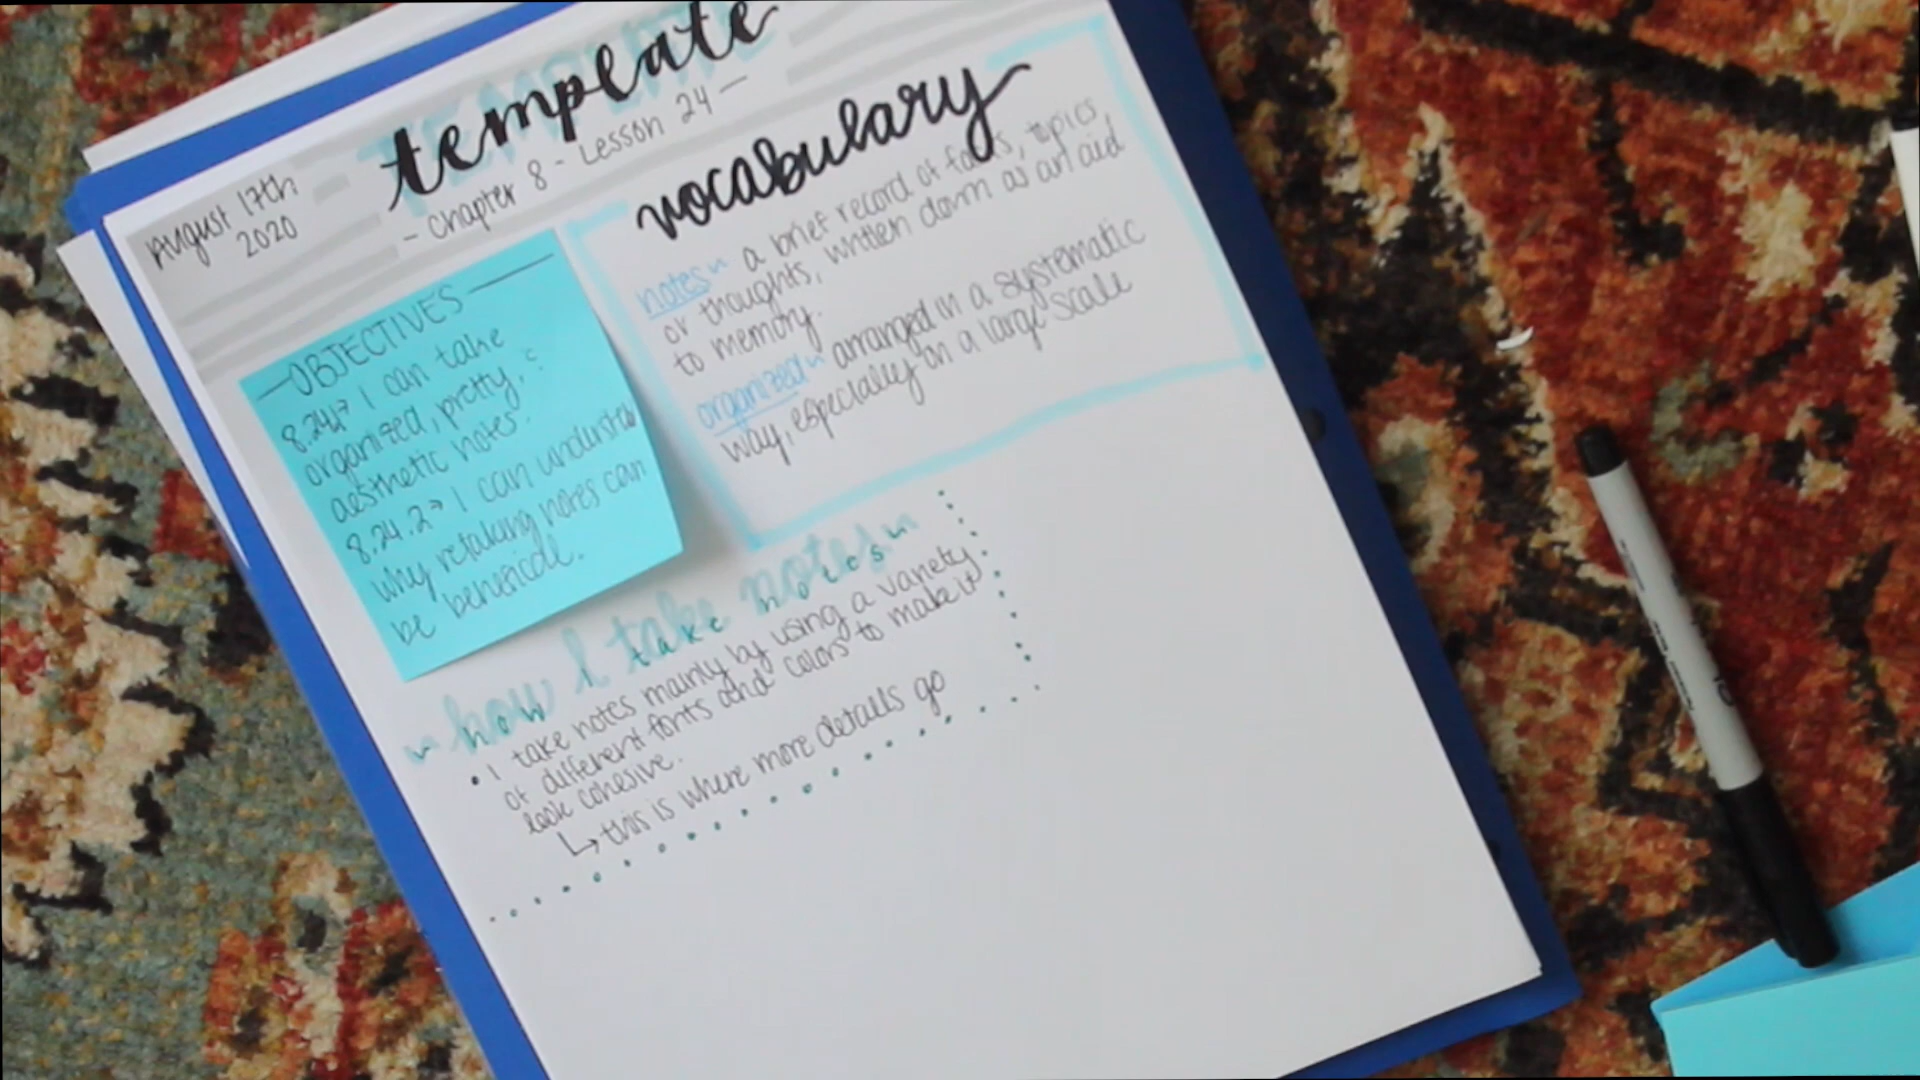 template
- Chapter 8 - Lesson 24 -
August 17th
2020
OBJECTIVES
8.24.1→ I can take
organized, pretty, &
aesthetic notes.
8.24.2→ I can understand
why retaking notes can
be beneficial.
vocabulary
notes~ a brief record of facts, topics,
or thoughts, written down as an aid
to memory.
organized~ arranged in a systematic
way, especially on a large scale
~ how I take notes ~
• I take notes mainly by using a variety
of different fonts and colors to make it
look cohesive.
↳ this is where more details go